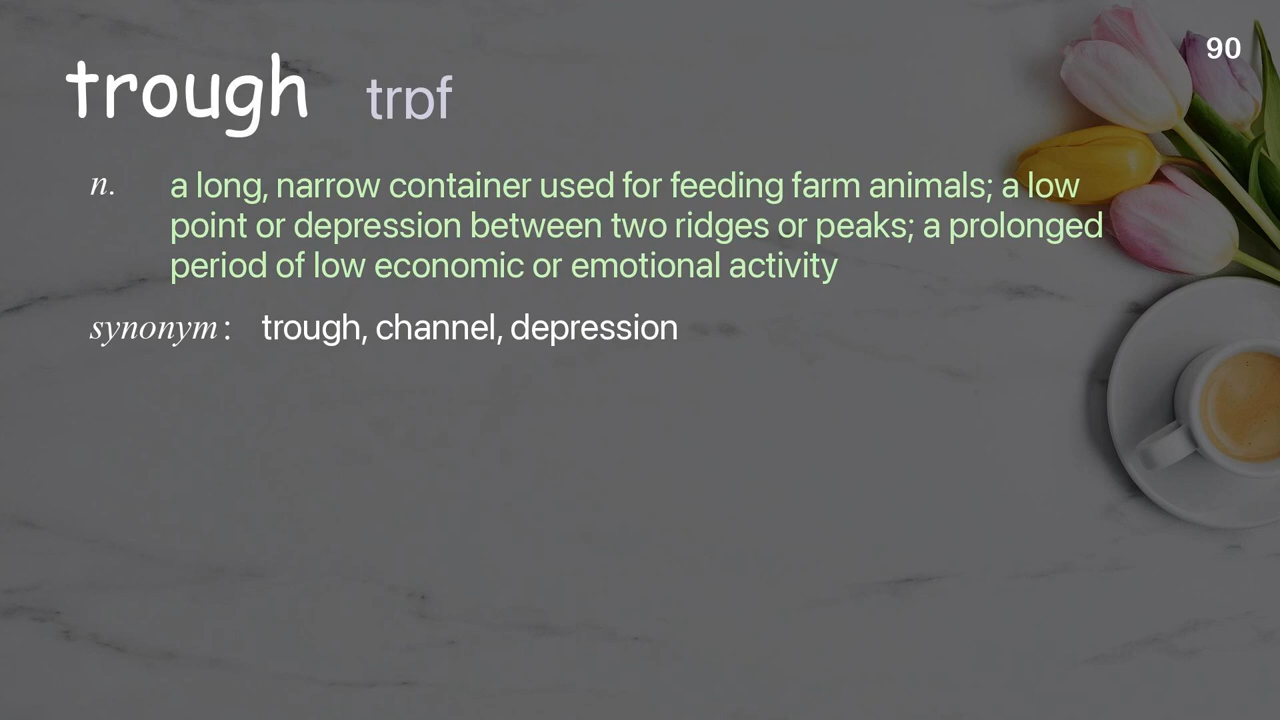 90
trough trɒf
n. a long, narrow container used for feeding farm animals; a low
point or depression between two ridges or peaks; a prolonged
period of low economic or emotional activity
synonym: trough, channel, depression